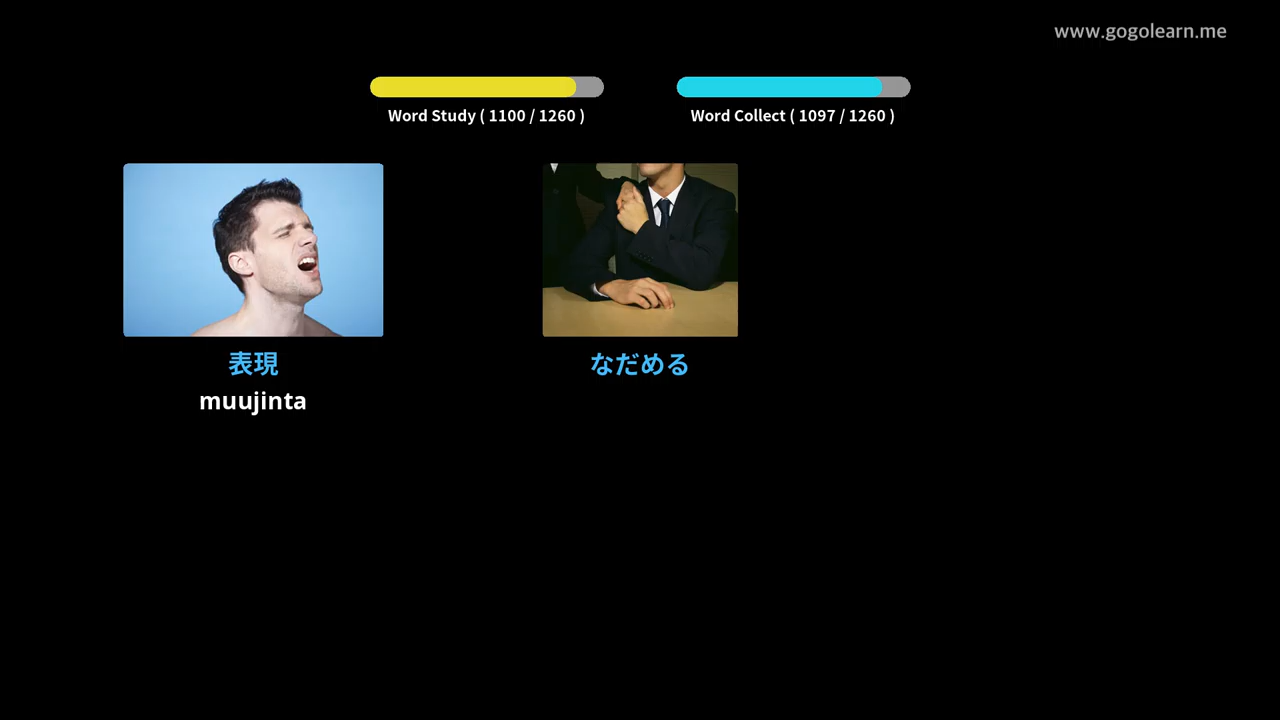 www.gogolearn.me
Word Study ( 1100 / 1260 )
Word Collect ( 1097 / 1260 )
表現
muujinta
なだめる